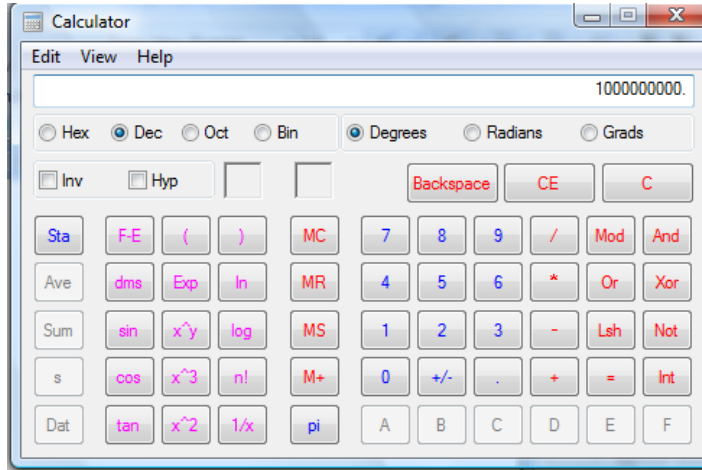 Calculator
Edit View Help
1000000000.
Hex Dec Oct Bin Degrees Radians Grads
Inv Hyp Backspace CE C
Sta F-E ( ) MC 7 8 9 / Mod And
Ave dms Exp ln MR 4 5 6 * Or Xor
Sum sin x^y log MS 1 2 3 - Lsh Not
s cos x^3 n! M+ 0 +/- . + = Int
Dat tan x^2 1/x pi A B C D E F